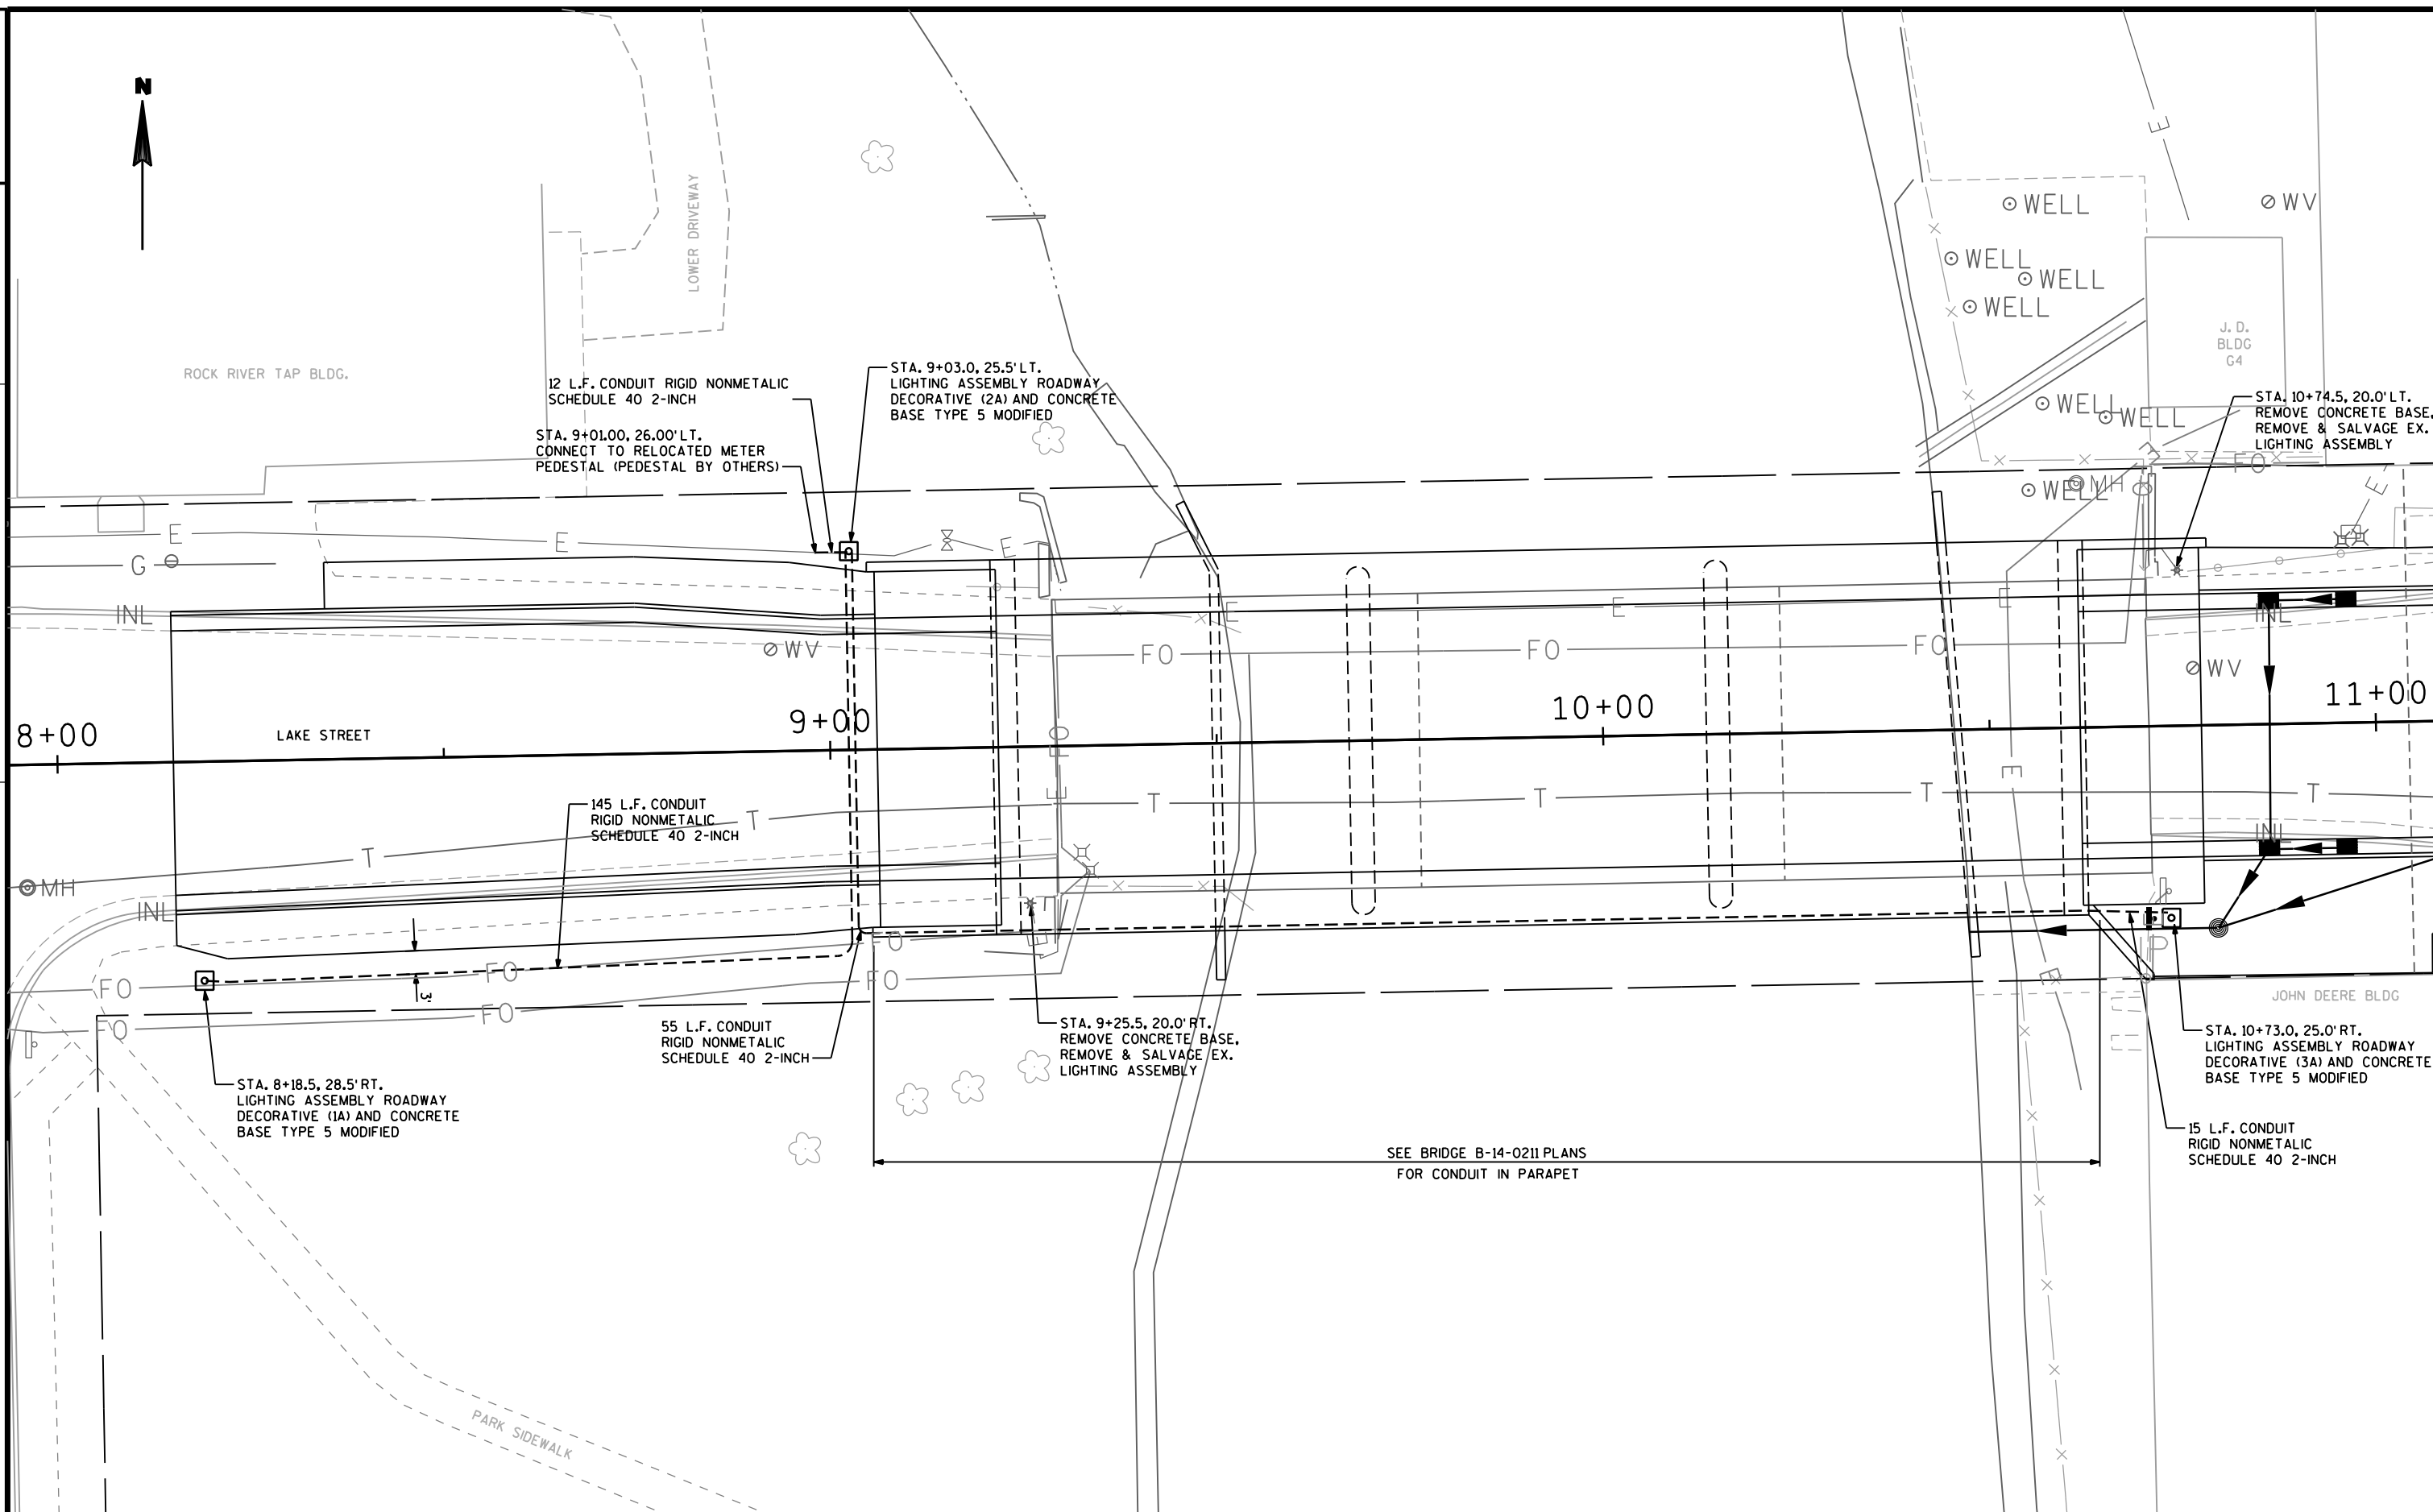 N
LOWER DRIVEWAY
E
WELL
WV
WELL
WELL
WELL
J.D.
BLDG
G4
ROCK RIVER TAP BLDG.
12 L.F. CONDUIT RIGID NONMETALIC
SCHEDULE 40 2-INCH
STA. 9+03.0, 25.5' LT.
LIGHTING ASSEMBLY ROADWAY
DECORATIVE (2A) AND CONCRETE
BASE TYPE 5 MODIFIED
STA. 9+01.00, 26.00' LT.
CONNECT TO RELOCATED METER
PEDESTAL (PEDESTAL BY OTHERS)
STA. 10+74.5, 20.0' LT.
REMOVE CONCRETE BASE,
REMOVE & SALVAGE EX.
LIGHTING ASSEMBLY
WELL
WELL
E
FO
WELL
MH
E
E
E
E
G
INL
E
E
E
INL
FO
FO
FO
WV
WV
8+00
LAKE STREET
9+00
10+00
11+00
FO
E
E
T
T
T
T
T
T
145 L.F. CONDUIT
RIGID NONMETALIC
SCHEDULE 40 2-INCH
INL
MH
INL
FO
FO
FO
FO
FO
FO
3'
P
E
JOHN DEERE BLDG
55 L.F. CONDUIT
RIGID NONMETALIC
SCHEDULE 40 2-INCH
STA. 9+25.5, 20.0' RT.
REMOVE CONCRETE BASE,
REMOVE & SALVAGE EX.
LIGHTING ASSEMBLY
STA. 10+73.0, 25.0' RT.
LIGHTING ASSEMBLY ROADWAY
DECORATIVE (3A) AND CONCRETE
BASE TYPE 5 MODIFIED
STA. 8+18.5, 28.5' RT.
LIGHTING ASSEMBLY ROADWAY
DECORATIVE (1A) AND CONCRETE
BASE TYPE 5 MODIFIED
15 L.F. CONDUIT
RIGID NONMETALIC
SCHEDULE 40 2-INCH
SEE BRIDGE B-14-0211 PLANS
FOR CONDUIT IN PARAPET
PARK SIDEWALK